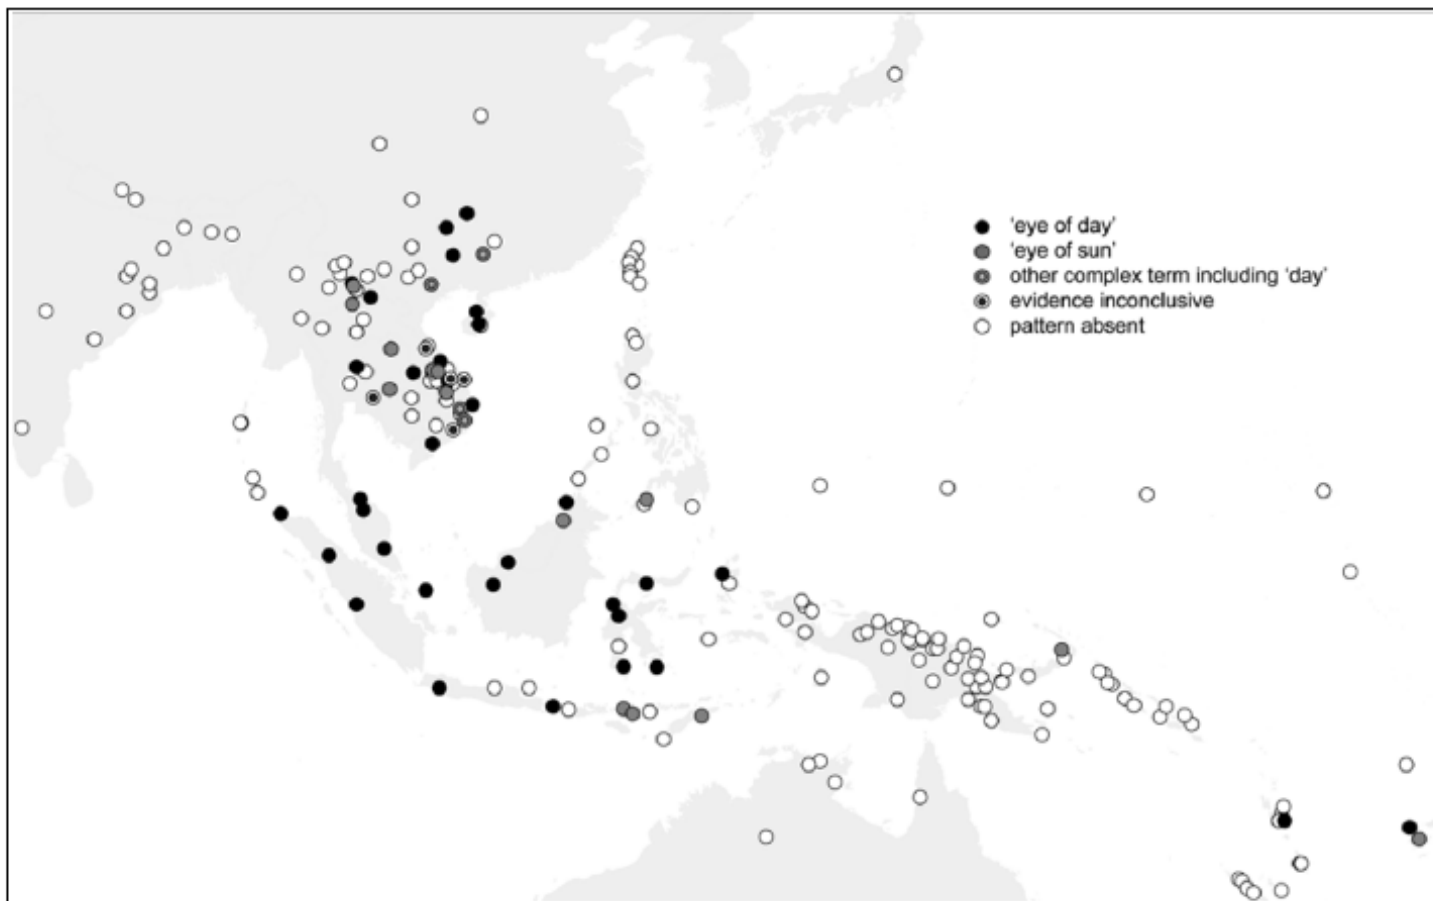 ‘eye of day’
‘eye of sun’
other complex term including ‘day’
evidence inconclusive
pattern absent